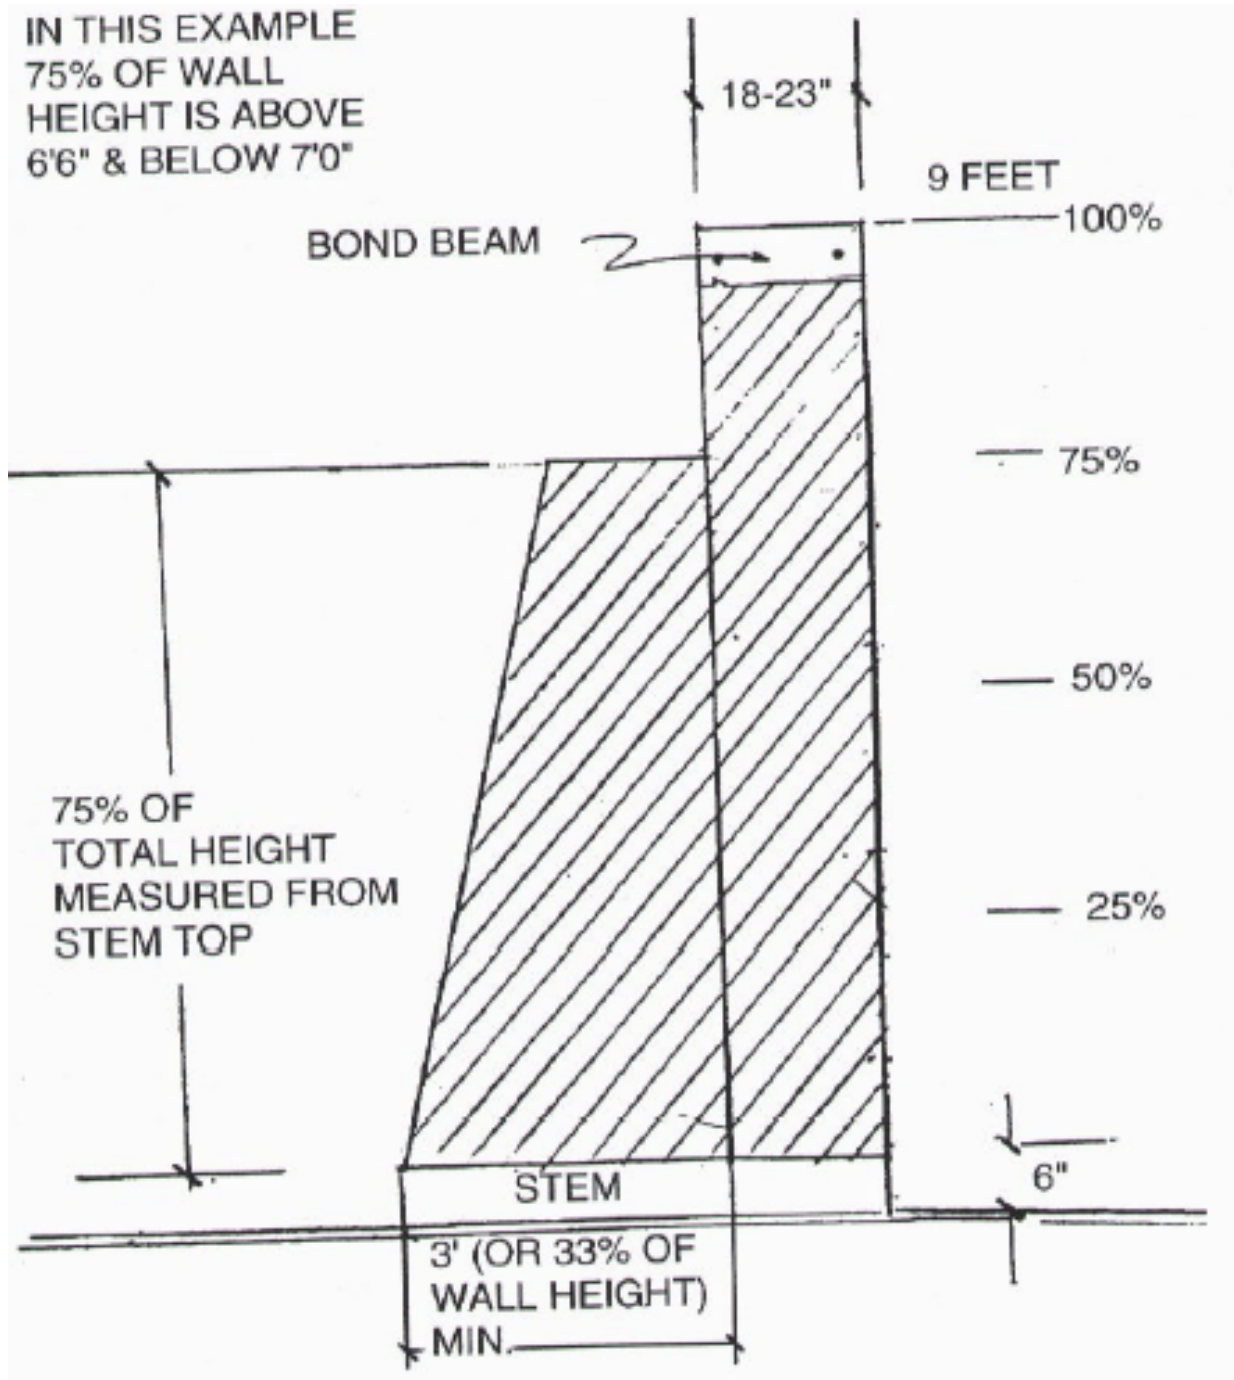 IN THIS EXAMPLE
75% OF WALL
HEIGHT IS ABOVE
6'6" & BELOW 7'0"
18-23"
9 FEET
100%
BOND BEAM
75%
50%
75% OF
TOTAL HEIGHT
MEASURED FROM
STEM TOP
25%
STEM
6"
3' (OR 33% OF
WALL HEIGHT)
MIN.